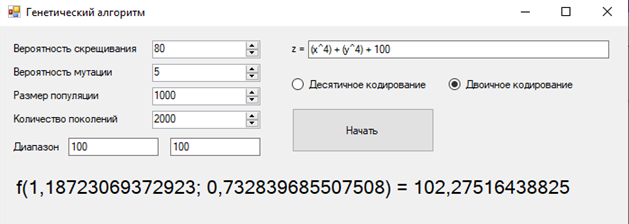 Генетический алгоритм
Вероятность скрещивания 80
z = (x^4) + (y^4) + 100
Вероятность мутации 5
Десятичное кодирование Двоичное кодирование
Размер популяции 1000
Количество поколений 2000
Начать
Диапазон 100 100
f(1,18723069372923; 0,732839685507508) = 102,27516438825